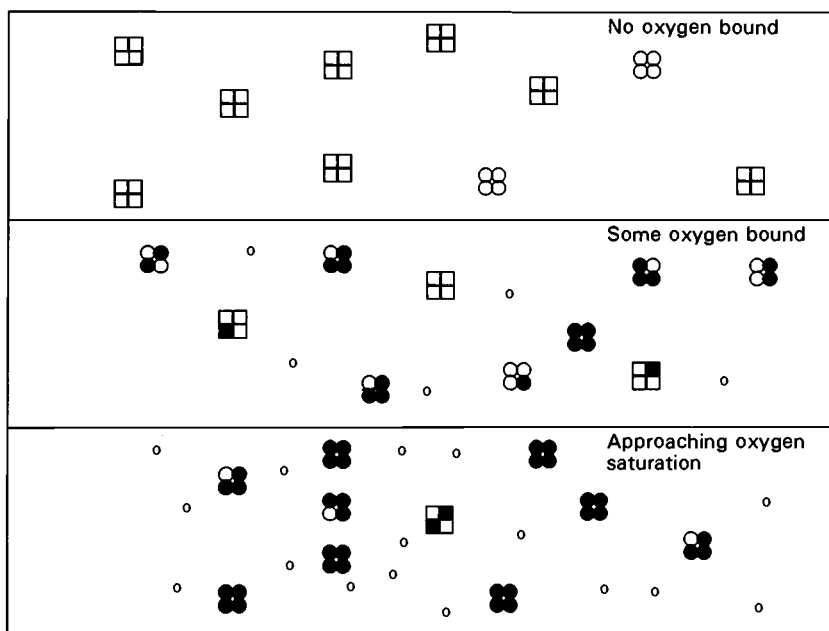 No oxygen bound
Some oxygen bound
Approaching oxygen
saturation